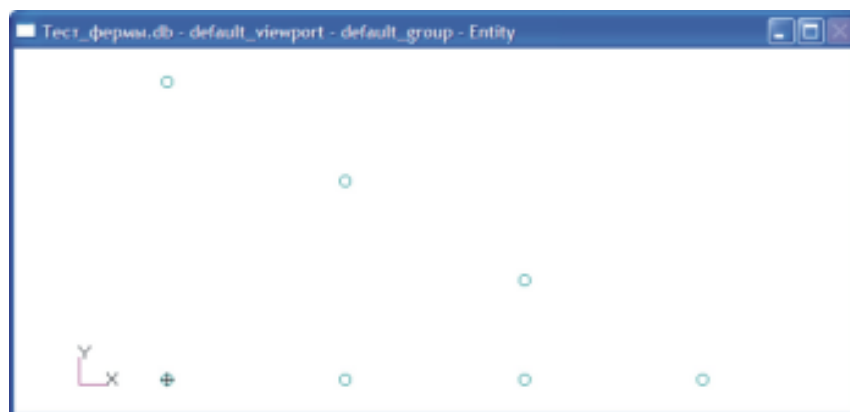 Тест_фермы.db - default_viewport - default_group - Entity
Y
X